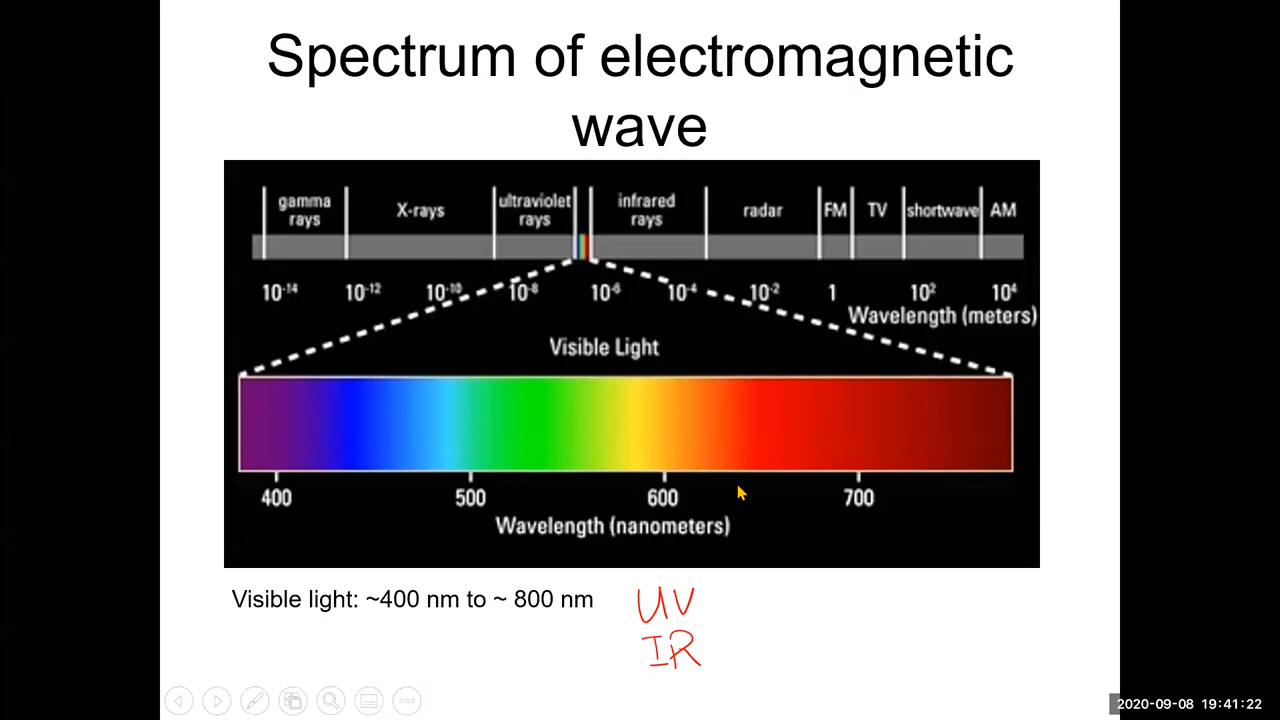 Spectrum of electromagnetic
wave
gamma rays X-rays ultraviolet rays infrared rays radar FM TV shortwave AM
10-14 10-12 10-10 10-8 10-6 10-4 10-2 1 102 104
Wavelength (meters)
Visible Light
400 500 600 700
Wavelength (nanometers)
Visible light: ~400 nm to ~ 800 nm
UV
IR
2020-09-08 19:41:22